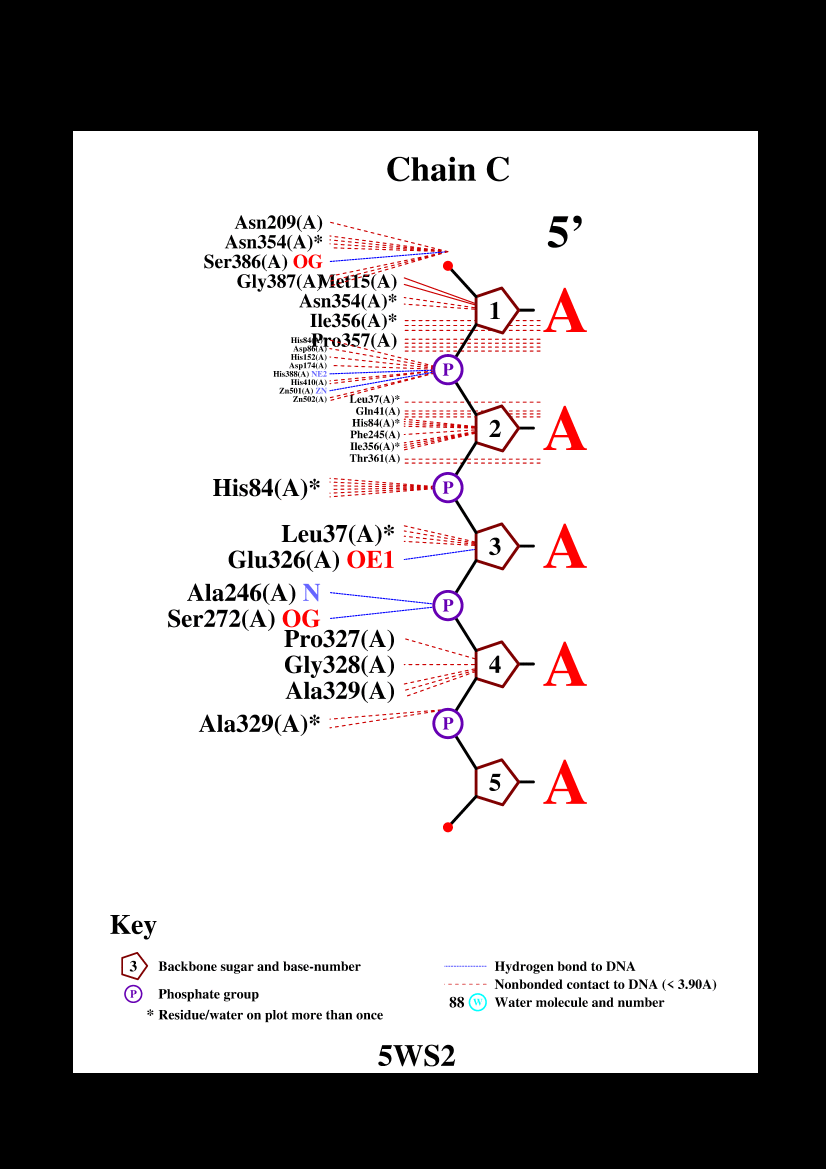 Chain C
5’
Asn209(A)
Asn354(A)*
Ser386(A) OG
Gly387(A)
Met15(A)
Asn354(A)*
Ile356(A)*
Pro357(A)
1 A
His84(A)*
Asp86(A)
His152(A)
Asp174(A)
His388(A) NE2
His410(A)
Zn501(A) ZN
Zn502(A)
P
Leu37(A)*
Gln41(A)
His84(A)*
Phe245(A)
Ile356(A)*
Thr361(A)
2 A
His84(A)* P
Leu37(A)*
Glu326(A) OE1
3 A
Ala246(A) N
Ser272(A) OG
P
Pro327(A)
Gly328(A)
Ala329(A)
4 A
Ala329(A)* P
5 A
Key
3 Backbone sugar and base-number
P Phosphate group
* Residue/water on plot more than once
Hydrogen bond to DNA
Nonbonded contact to DNA (< 3.90A)
88 W Water molecule and number
5WS2